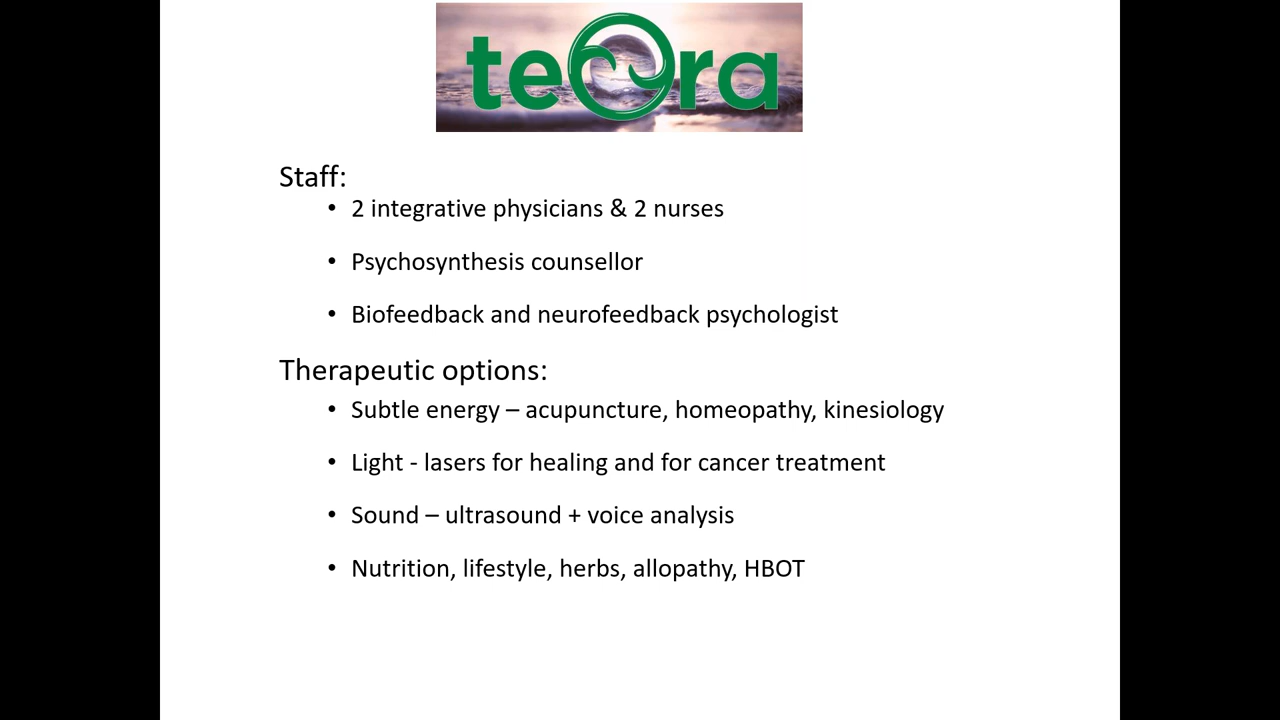 teOra
Staff:
• 2 integrative physicians & 2 nurses
• Psychosynthesis counsellor
• Biofeedback and neurofeedback psychologist
Therapeutic options:
• Subtle energy – acupuncture, homeopathy, kinesiology
• Light - lasers for healing and for cancer treatment
• Sound – ultrasound + voice analysis
• Nutrition, lifestyle, herbs, allopathy, HBOT